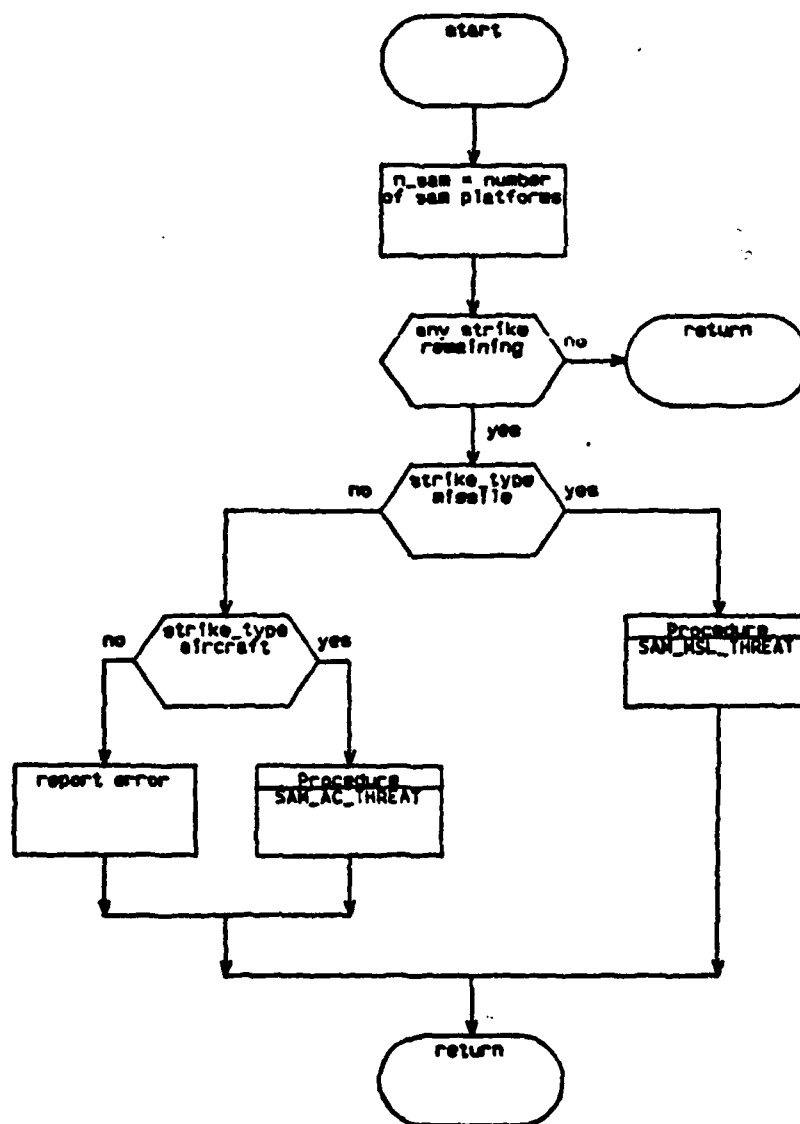 start
n_sam = number
of sam platforms
any strike
remaining
no
return
yes
strike_type
missile
no
yes
strike_type
aircraft
no
yes
Procedure
SAM_MSL_THREAT
report error
Procedure
SAM_AC_THREAT
return